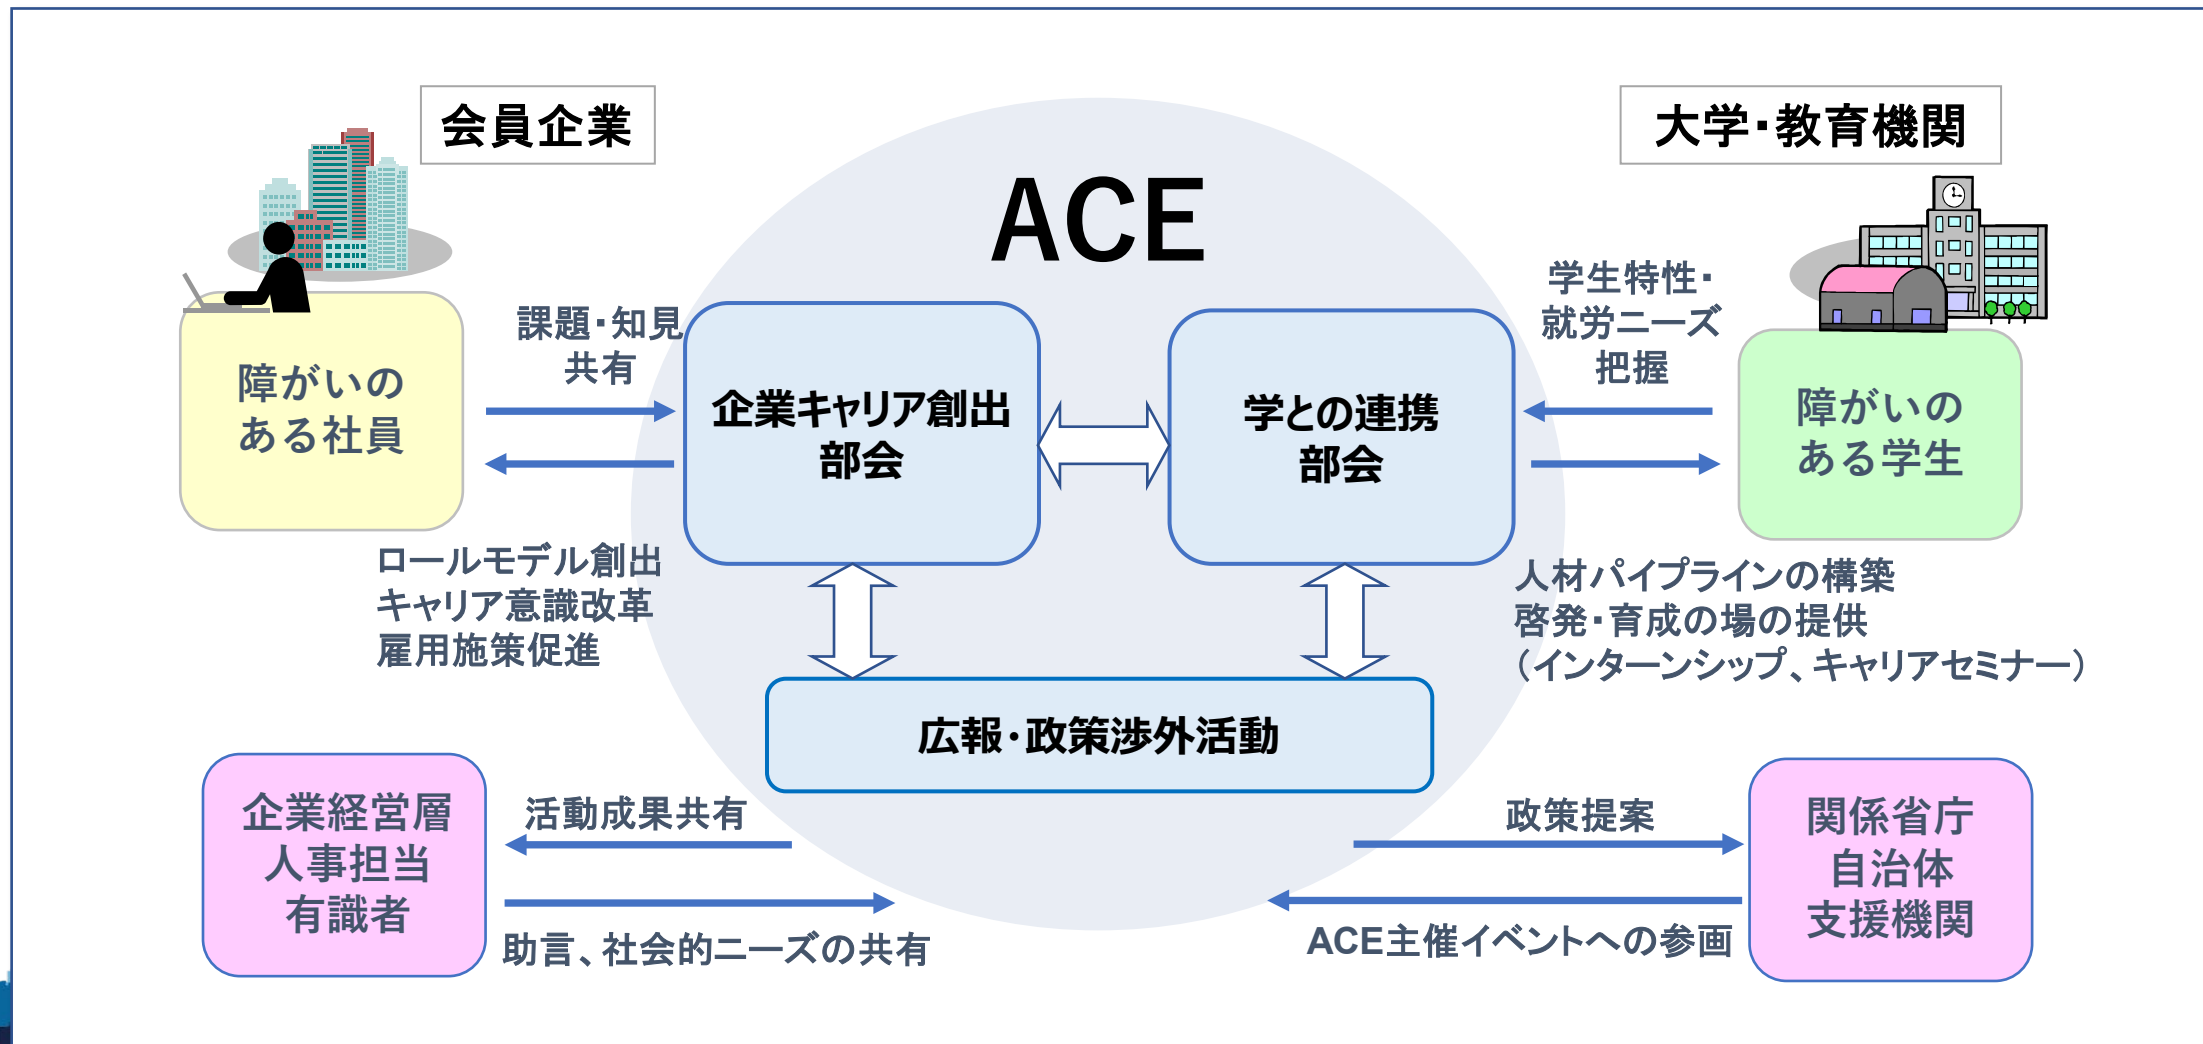 会員企業
大学・教育機関
ACE
課題・知見
共有
学生特性・
就労ニーズ
把握
障がいの
ある社員
企業キャリア創出
部会
学との連携
部会
障がいの
ある学生
ロールモデル創出
キャリア意識改革
雇用施策促進
人材パイプラインの構築
啓発・育成の場の提供
（インターンシップ、キャリアセミナー）
広報・政策渉外活動
企業経営層
人事担当
有識者
活動成果共有
助言、社会的ニーズの共有
政策提案
ACE主催イベントへの参画
関係省庁
自治体
支援機関